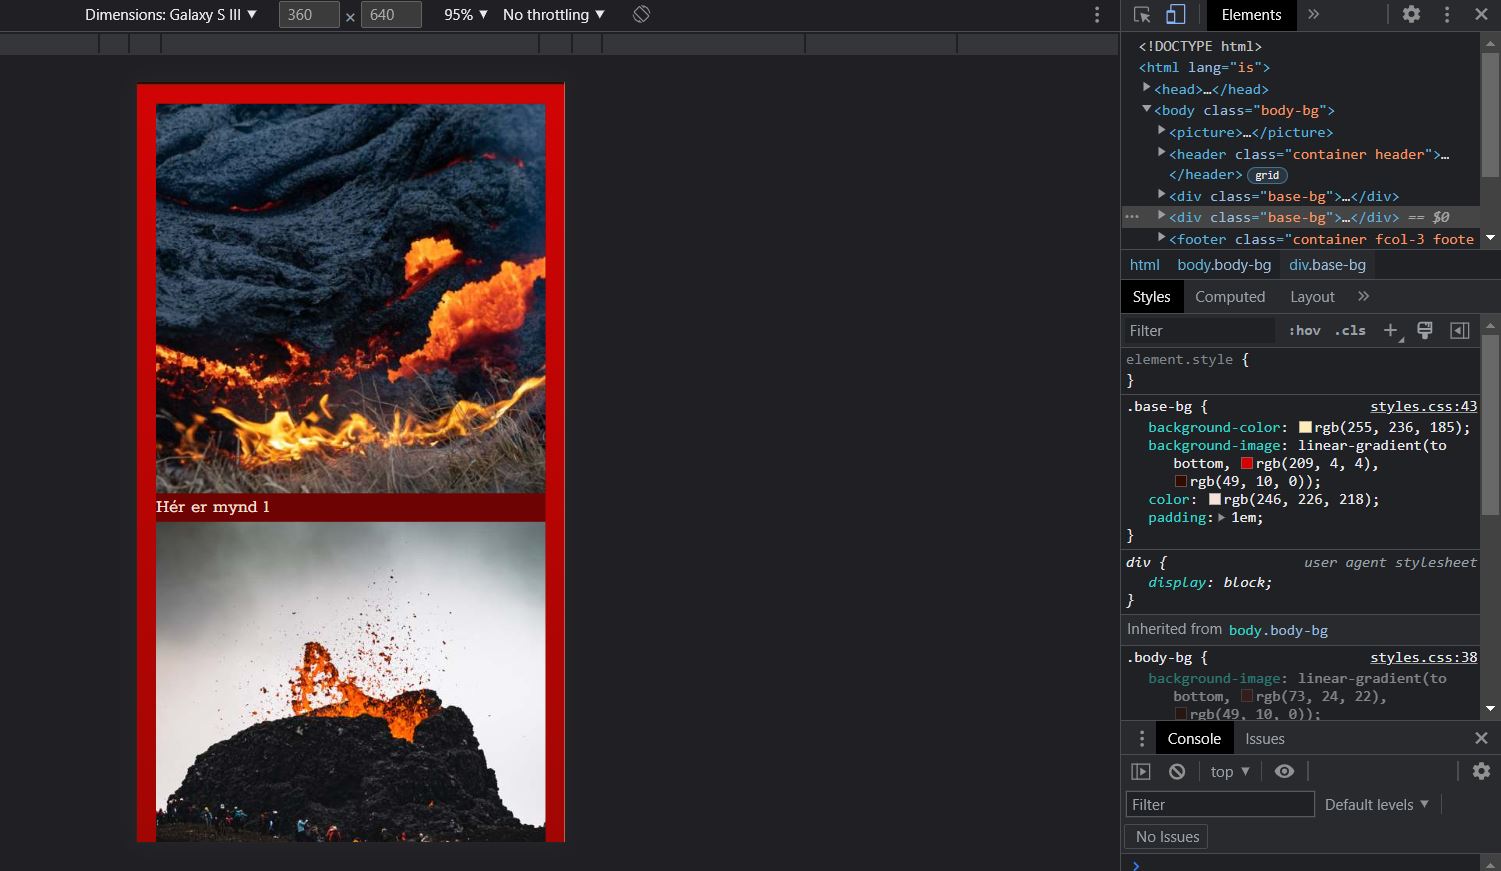 Dimensions: Galaxy S III ▼ 360 × 640 95% ▼ No throttling ▼
Elements
<!DOCTYPE html>
<html lang="is">
<head>…</head>
<body class="body-bg">
<picture>…</picture>
<header class="container header">…
</header> grid
<div class="base-bg">…</div>
<div class="base-bg">…</div> == $0
<footer class="container fcol-3 foote
html body.body-bg div.base-bg
Styles Computed Layout
Filter :hov .cls
element.style {
}
.base-bg { styles.css:43
background-color: rgb(255, 236, 185);
background-image: linear-gradient(to
bottom, rgb(209, 4, 4),
rgb(49, 10, 0));
color: rgb(246, 226, 218);
padding: 1em;
}
div { user agent stylesheet
display: block;
}
Inherited from body.body-bg
.body-bg { styles.css:38
background-image: linear-gradient(to
bottom, rgb(73, 24, 22),
rgb(49, 10, 0));
Console Issues
top ▼
Filter Default levels ▼
No Issues
Hér er mynd 1